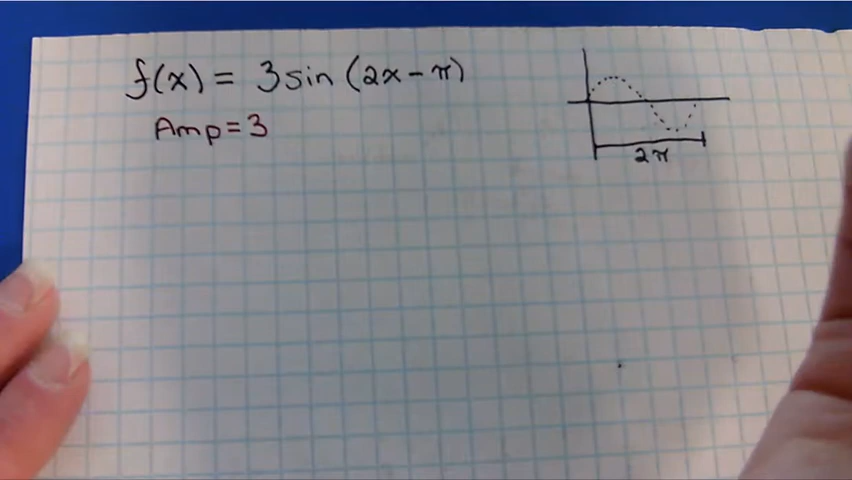 f(x) = 3sin(2x - π)
Amp = 3
2π